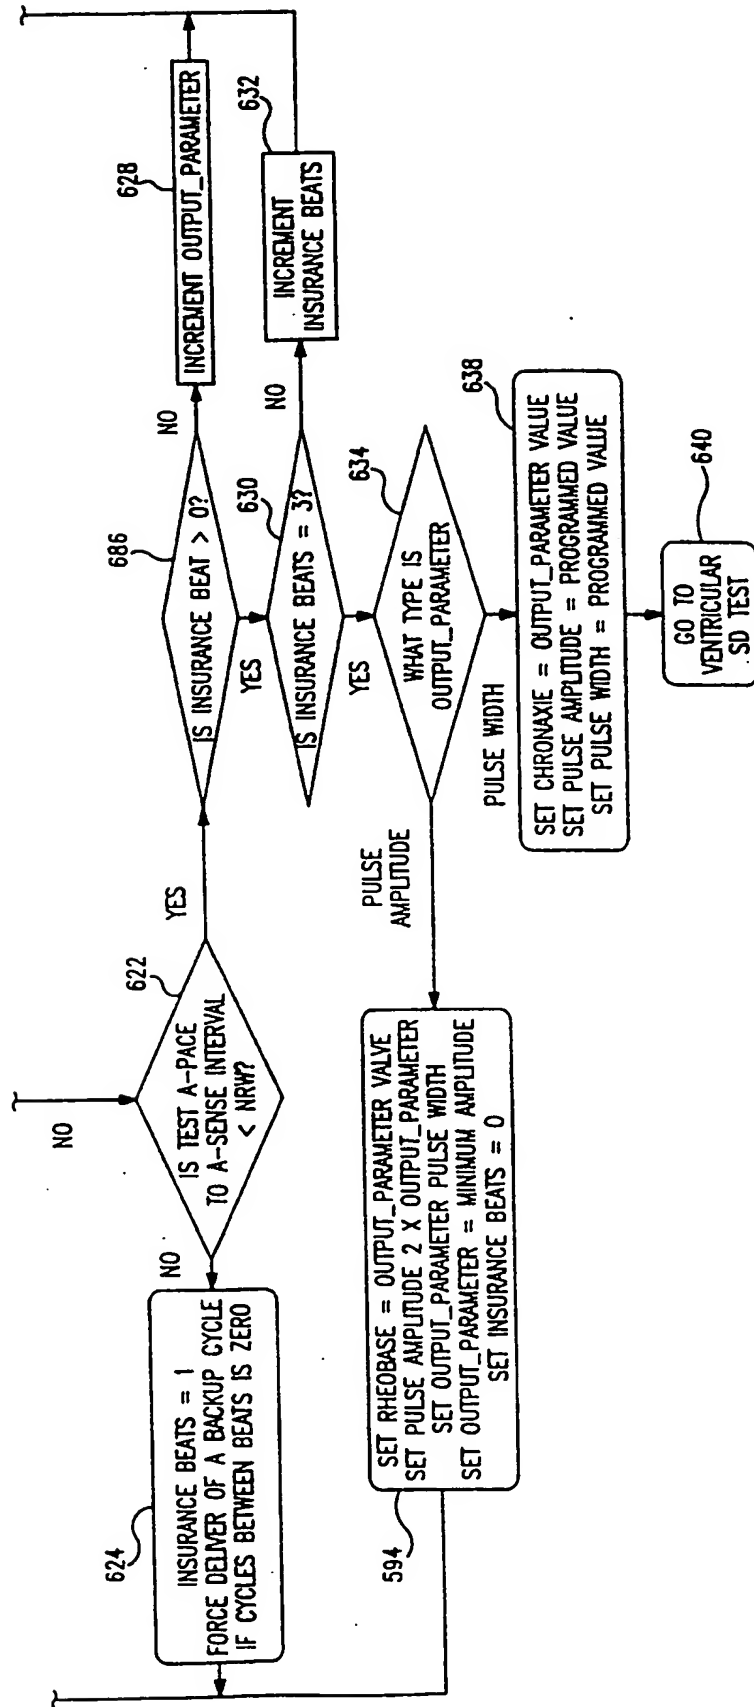 NO
622
IS TEST A-PACE
TO A-SENSE INTERVAL
< NRW?
NO
624
INSURANCE BEATS = 1
FORCE DELIVER OF A BACKUP CYCLE
IF CYCLES BETWEEN BEATS IS ZERO
YES
686
IS INSURANCE BEAT > 0?
NO
628
INCREMENT OUTPUT_PARAMETER
YES
630
IS INSURANCE BEATS = 3?
NO
632
INCREMENT
INSURANCE BEATS
YES
634
WHAT TYPE IS
OUTPUT_PARAMETER
PULSE
AMPLITUDE
594
SET RHEOBASE = OUTPUT_PARAMETER VALVE
SET PULSE AMPLITUDE 2 X OUTPUT_PARAMETER
SET OUTPUT_PARAMETER PULSE WIDTH
SET OUTPUT_PARAMETER = MINIMUM AMPLITUDE
SET INSURANCE BEATS = 0
PULSE WIDTH
638
SET CHRONAXIE = OUTPUT_PARAMETER VALUE
SET PULSE AMPLITUDE = PROGRAMMED VALUE
SET PULSE WIDTH = PROGRAMMED VALUE
640
GO TO
VENTRICULAR
SD TEST